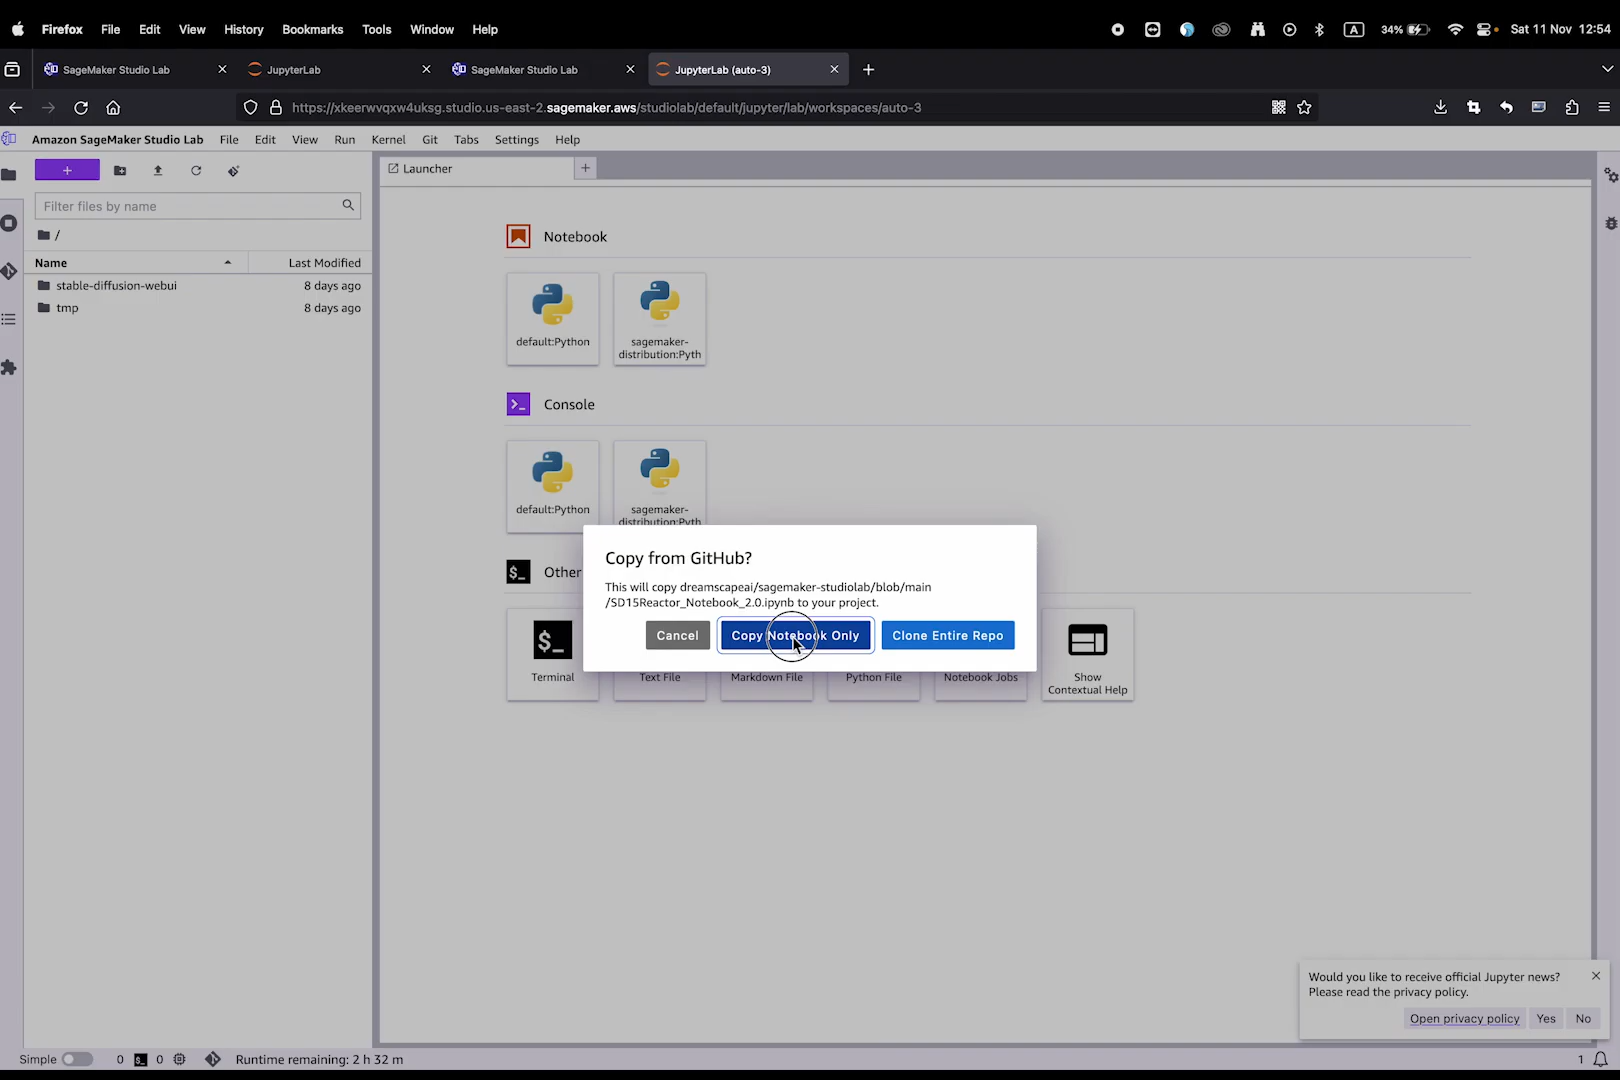 Firefox File Edit View History Bookmarks Tools Window Help A 34% Sat 11 Nov 12:54
SageMaker Studio Lab JupyterLab SageMaker Studio Lab JupyterLab (auto-3)
https://xkeerwvqxw4uksg.studio.us-east-2.sagemaker.aws/studiolab/default/jupyter/lab/workspaces/auto-3
Amazon SageMaker Studio Lab File Edit View Run Kernel Git Tabs Settings Help
Launcher
Filter files by name
/
Name Last Modified
stable-diffusion-webui 8 days ago
tmp 8 days ago
Notebook
default:Python
sagemaker-
distribution:Pyth
Console
default:Python
sagemaker-
distribution:Pyth
$_ Other
Copy from GitHub?
This will copy dreamscapeai/sagemaker-studiolab/blob/main
/SD15Reactor_Notebook_2.0.ipynb to your project.
Cancel Copy Notebook Only Clone Entire Repo
$_
Terminal
Text File
Markdown File
Python File
Notebook Jobs
Show
Contextual Help
Would you like to receive official Jupyter news?
Please read the privacy policy.
Open privacy policy Yes No
Simple 0 $_ 0 Runtime remaining: 2 h 32 m 1